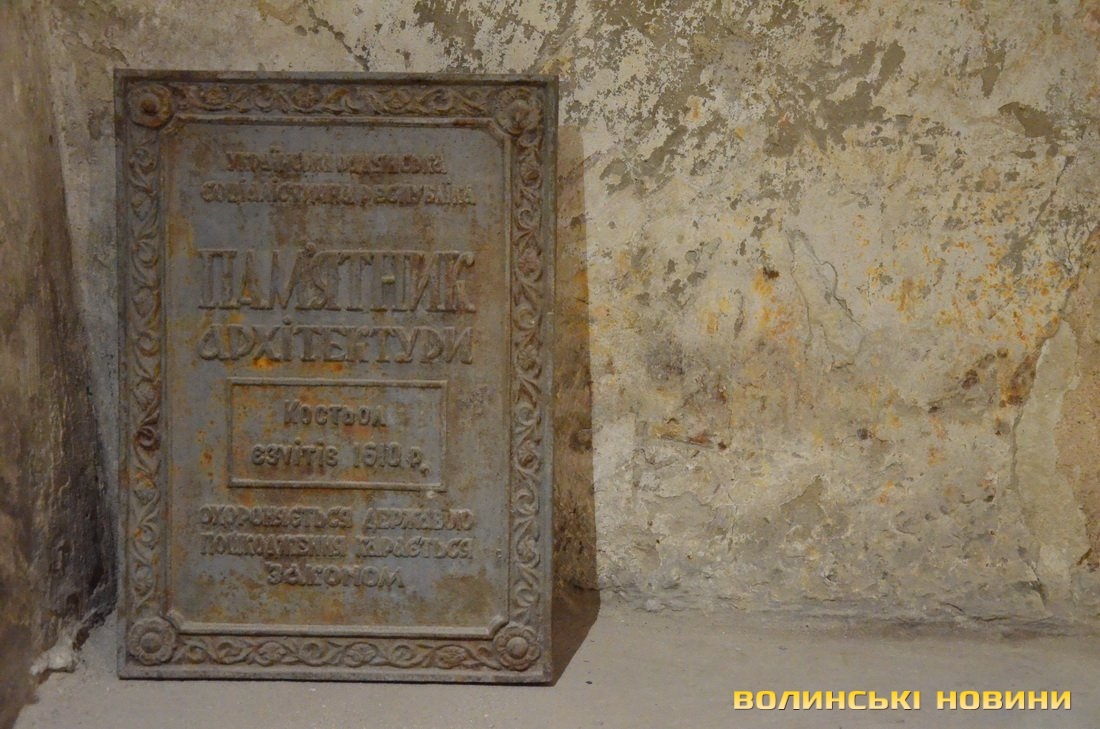 Українська Радянська
Соціалістична Республіка
Пам'ятник
архітектури
Костьол
єзуїтів 1610 р.
Охороняється державою
пошкодження карається
законом
ВОЛИНСЬКІ НОВИНИ